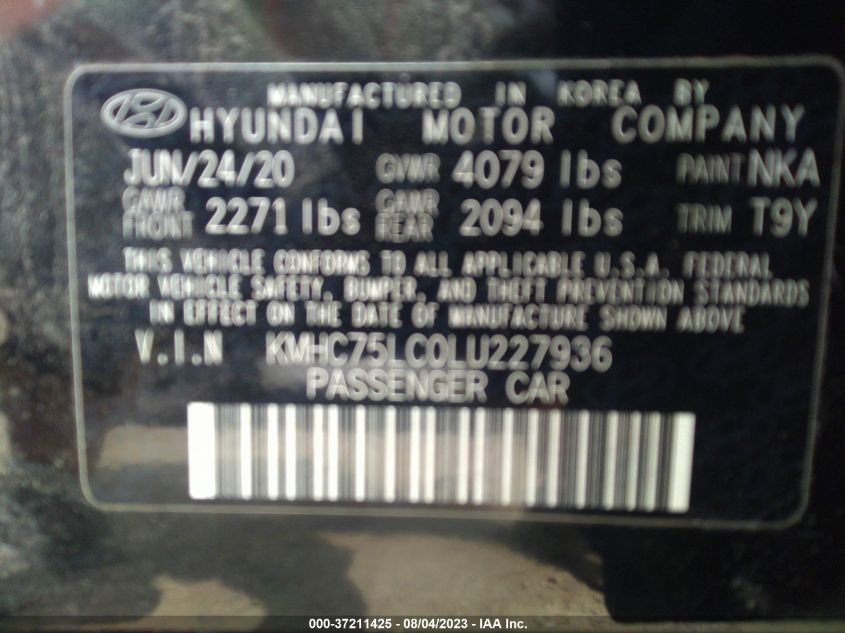 MANUFACTURED IN KOREA BY
HYUNDAI MOTOR COMPANY
JUN/24/20 GVWR 4079 lbs PAINT NKA
GAWR FRONT 2271 lbs GAWR REAR 2094 lbs TRIM T9Y
THIS VEHICLE CONFORMS TO ALL APPLICABLE U.S.A. FEDERAL
MOTOR VEHICLE SAFETY, BUMPER, AND THEFT PREVENTION STANDARDS
IN EFFECT ON THE DATE OF MANUFACTURE SHOWN ABOVE
V.I.N KMHC75LC0LU227936
PASSENGER CAR
000-37211425 - 08/04/2023 - IAA Inc.